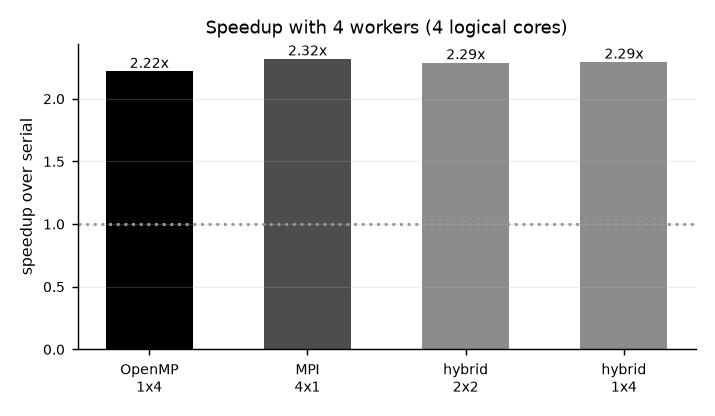 Speedup with 4 workers (4 logical cores)
speedup over serial
2.0
1.5
1.0
0.5
0.0
2.22x
2.32x
2.29x
2.29x
OpenMP
1x4
MPI
4x1
hybrid
2x2
hybrid
1x4